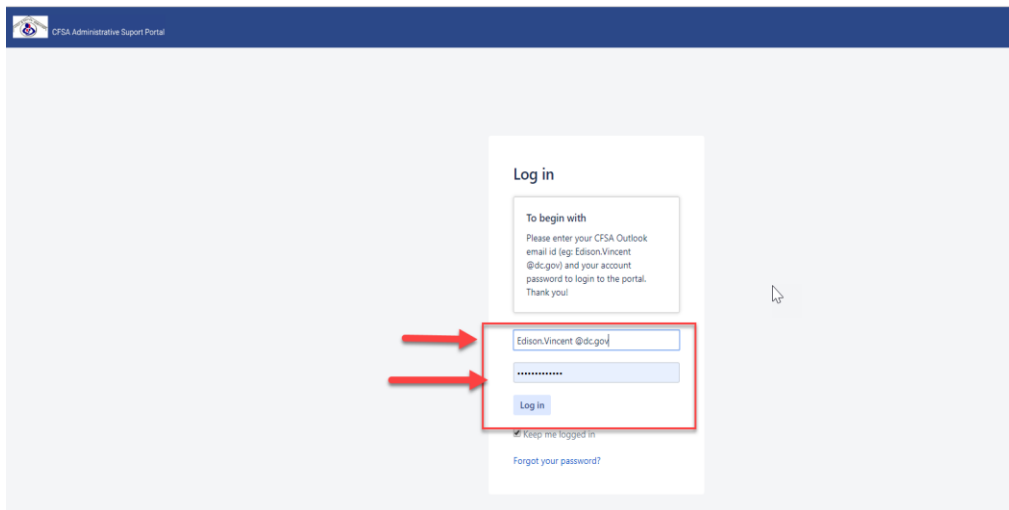 CFSA Administrative Suport Portal
Log in
To begin with
Please enter your CFSA Outlook
email id (eg: Edison.Vincent
@dc.gov) and your account
password to login to the portal.
Thank you!
Edison.Vincent @dc.gov
•••••••••••••
Log in
Keep me logged in
Forgot your password?